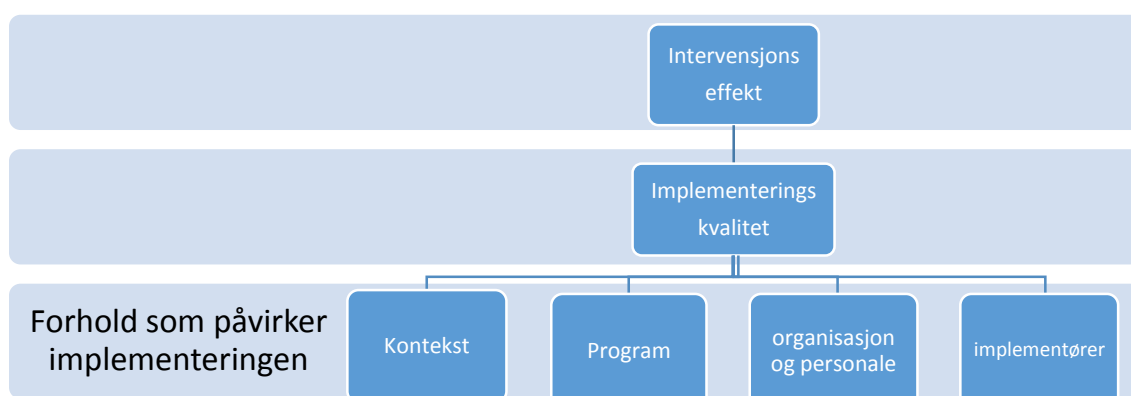 Intervensjons
effekt
Implementerings
kvalitet
Forhold som påvirker
implementeringen
Kontekst
Program
organisasjon
og personale
implementører